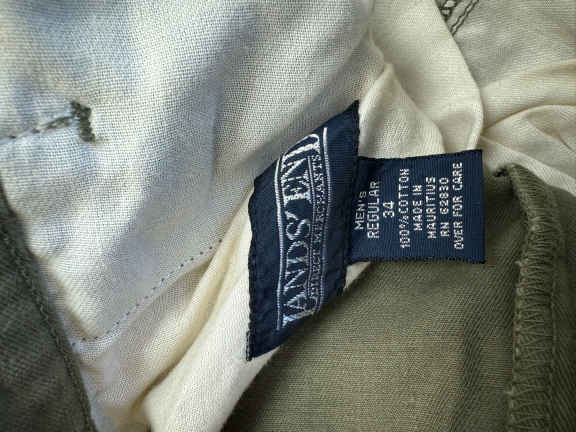 LANDS' END
DIRECT MERCHANTS
MEN'S
REGULAR
34
100% COTTON
MADE IN
MAURITIUS
RN 62830
OVER FOR CARE